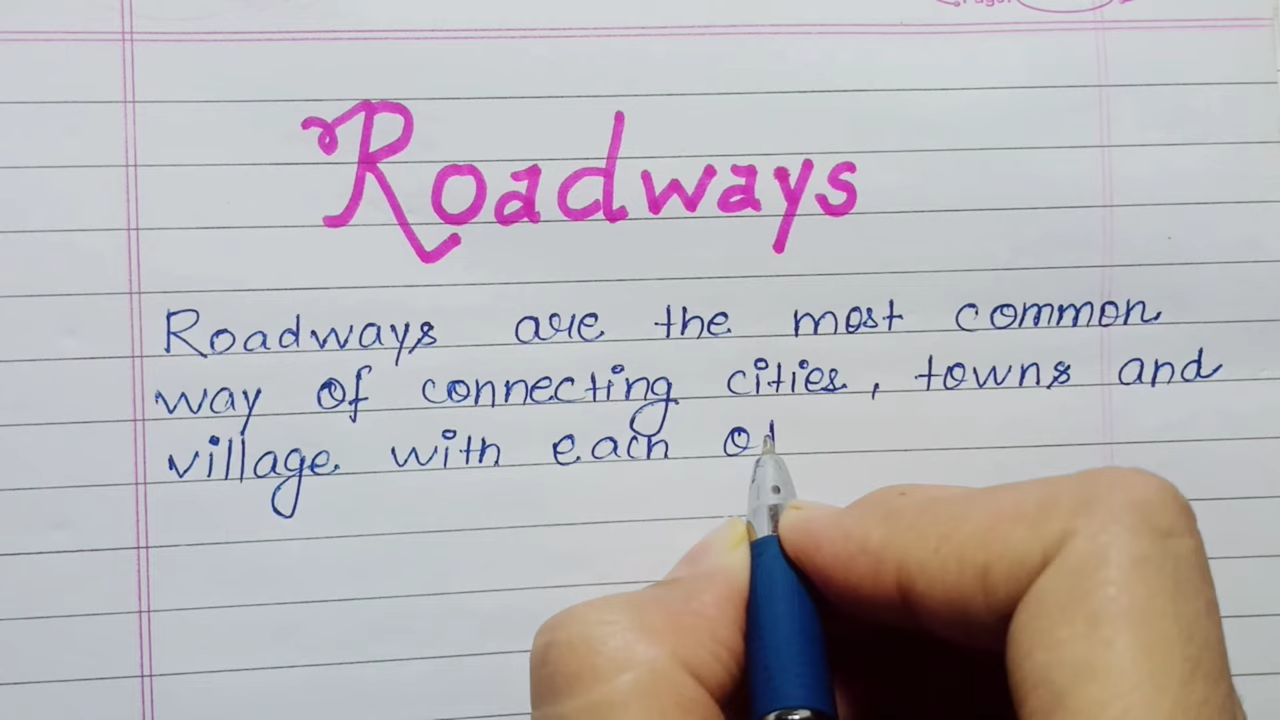 Roadways
Roadways are the most common
way of connecting cities, towns and
village with each